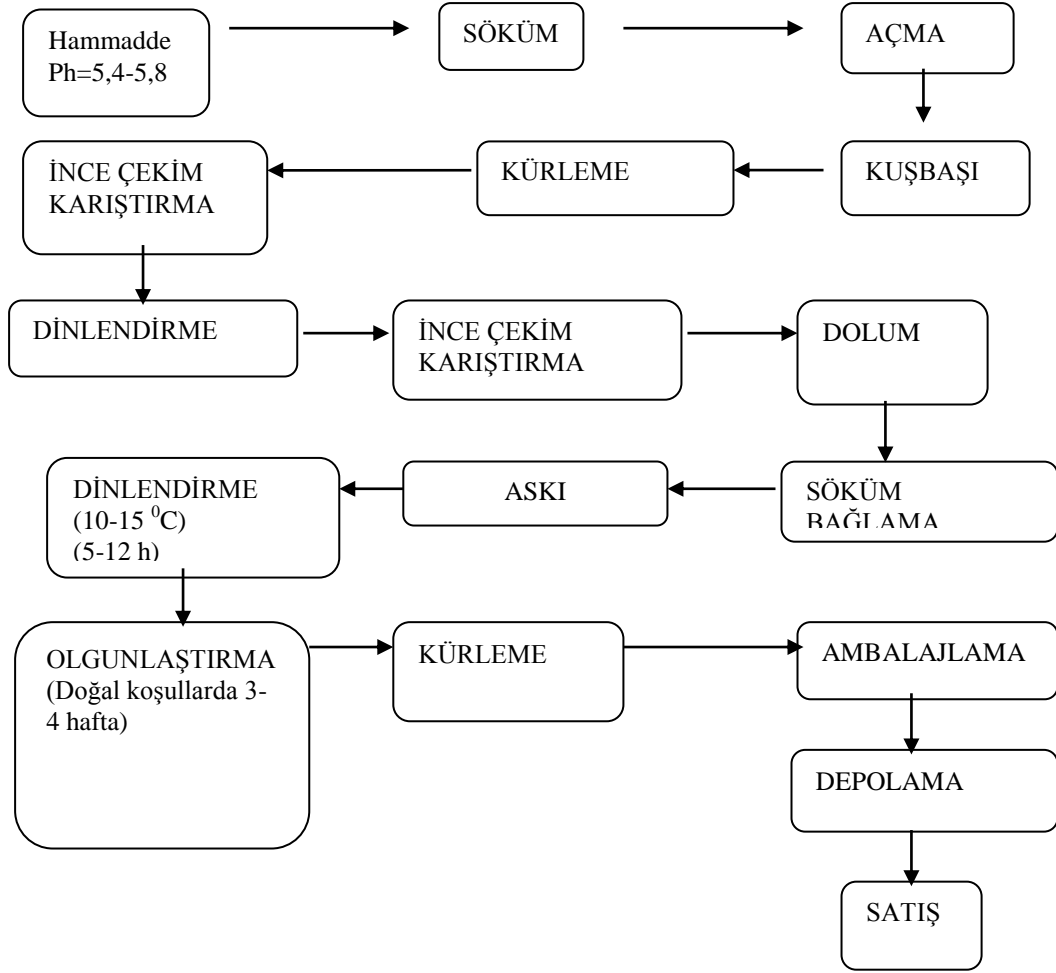 Hammadde
Ph=5,4-5,8
SÖKÜM
AÇMA
KUŞBAŞI
KÜRLEME
İNCE ÇEKİM
KARIŞTIRMA
DİNLENDİRME
İNCE ÇEKİM
KARIŞTIRMA
DOLUM
SÖKÜM
BAĞLAMA
ASKI
DİNLENDİRME
(10-15 ⁰C)
(5-12 h)
OLGUNLAŞTIRMA
(Doğal koşullarda 3-
4 hafta)
KÜRLEME
AMBALAJLAMA
DEPOLAMA
SATIŞ